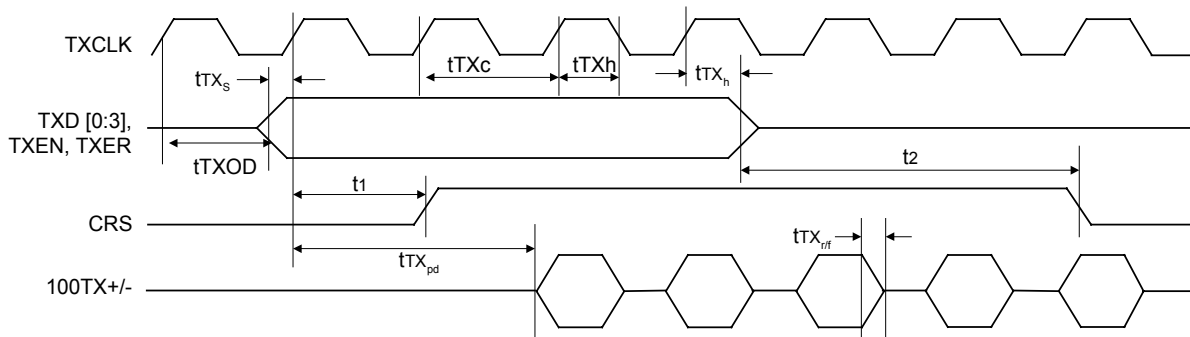 TXCLK
tTXc
tTXh
tTXh
tTXS
TXD [0:3],
TXEN, TXER
tTXOD
t1
t2
CRS
tTXpd
tTXr/f
100TX+/-